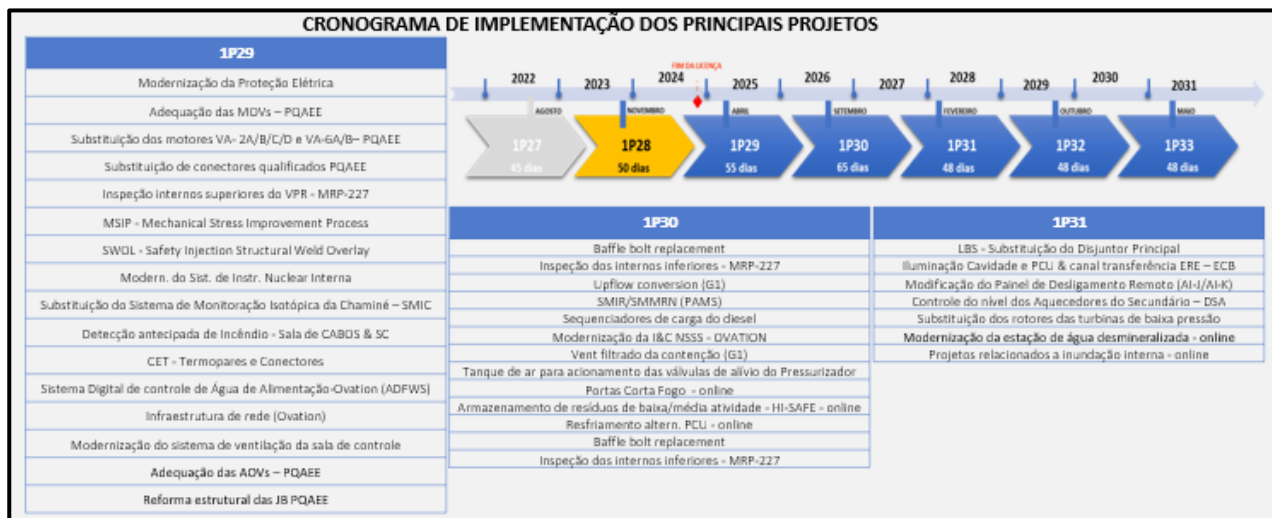 CRONOGRAMA DE IMPLEMENTAÇÃO DOS PRINCIPAIS PROJETOS
1P29
Modernização da Proteção Elétrica
Adequação das MOVs – PQAEE
Substituição dos motores VA- 2A/B/C/D e VA-6A/B– PQAEE
Substituição de conectores qualificados PQAEE
Inspeção internos superiores do VPR - MRP-227
MSIP - Mechanical Stress Improvement Process
SWOL - Safety Injection Structural Weld Overlay
Modern. do Sist. de Instr. Nuclear Interna
Substituição do Sistema de Monitoração Isotópica da Chaminé – SMIC
Detecção antecipada de Incêndio - Sala de CABOS & SC
CET - Termopares e Conectores
Sistema Digital de controle de Água de Alimentação-Ovation (ADFWS)
Infraestrutura de rede (Ovation)
Modernização do sistema de ventilação da sala de controle
Adequação das AOVs – PQAEE
Reforma estrutural das JB PQAEE
FIM DA LICENÇA
2022 2023 2024 2025 2026 2027 2028 2029 2030 2031
AGOSTO NOVEMBRO ABRIL SETEMBRO FEVEREIRO OUTUBRO MAIO
1P27 1P28 1P29 1P30 1P31 1P32 1P33
45 dias 50 dias 55 dias 65 dias 48 dias 48 dias 48 dias
1P30
Baffle bolt replacement
Inspeção dos internos inferiores - MRP-227
Upflow conversion (G1)
SMIR/SMMRN (PAMS)
Sequenciadores de carga do diesel
Modernização da I&C NSSS - OVATION
Vent filtrado da contenção (G1)
Tanque de ar para acionamento das válvulas de alívio do Pressurizador
Portas Corta Fogo - online
Armazenamento de resíduos de baixa/média atividade - HI-SAFE - online
Resfriamento altern. PCU - online
Baffle bolt replacement
Inspeção dos internos inferiores - MRP-227
1P31
LBS - Substituição do Disjuntor Principal
Iluminação Cavidade e PCU & canal transferência ERE – ECB
Modificação do Painel de Desligamento Remoto (AI-J/AI-K)
Controle do nível dos Aquecedores do Secundário – DSA
Substituição dos rotores das turbinas de baixa pressão
Modernização da estação de água desmineralizada - online
Projetos relacionados a inundação interna - online